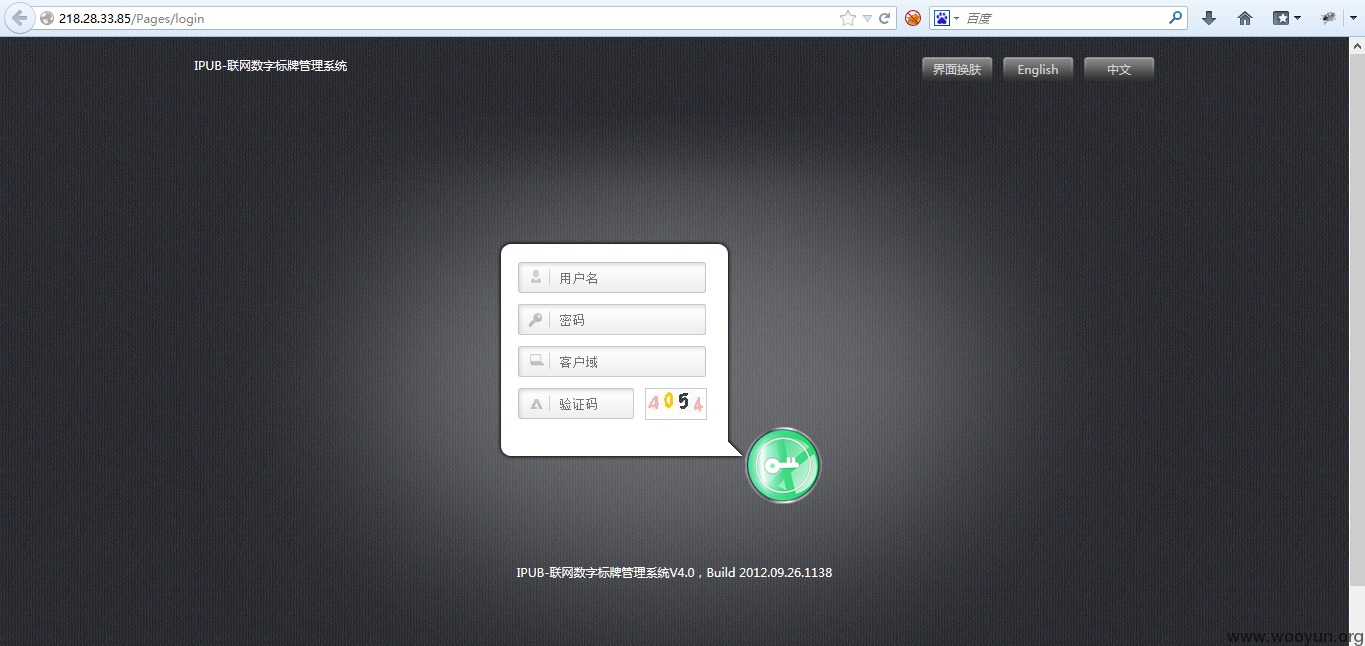 218.28.33.85/Pages/login
百度
IPUB-联网数字标牌管理系统
界面换肤
English
中文
用户名
密码
客户域
验证码
4054
IPUB-联网数字标牌管理系统V4.0，Build 2012.09.26.1138
www.wooyun.org